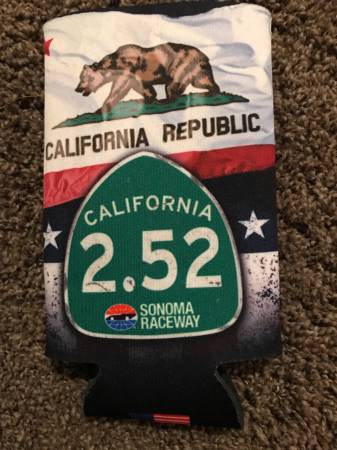 CALIFORNIA REPUBLIC
CALIFORNIA
2.52
SONOMA
RACEWAY